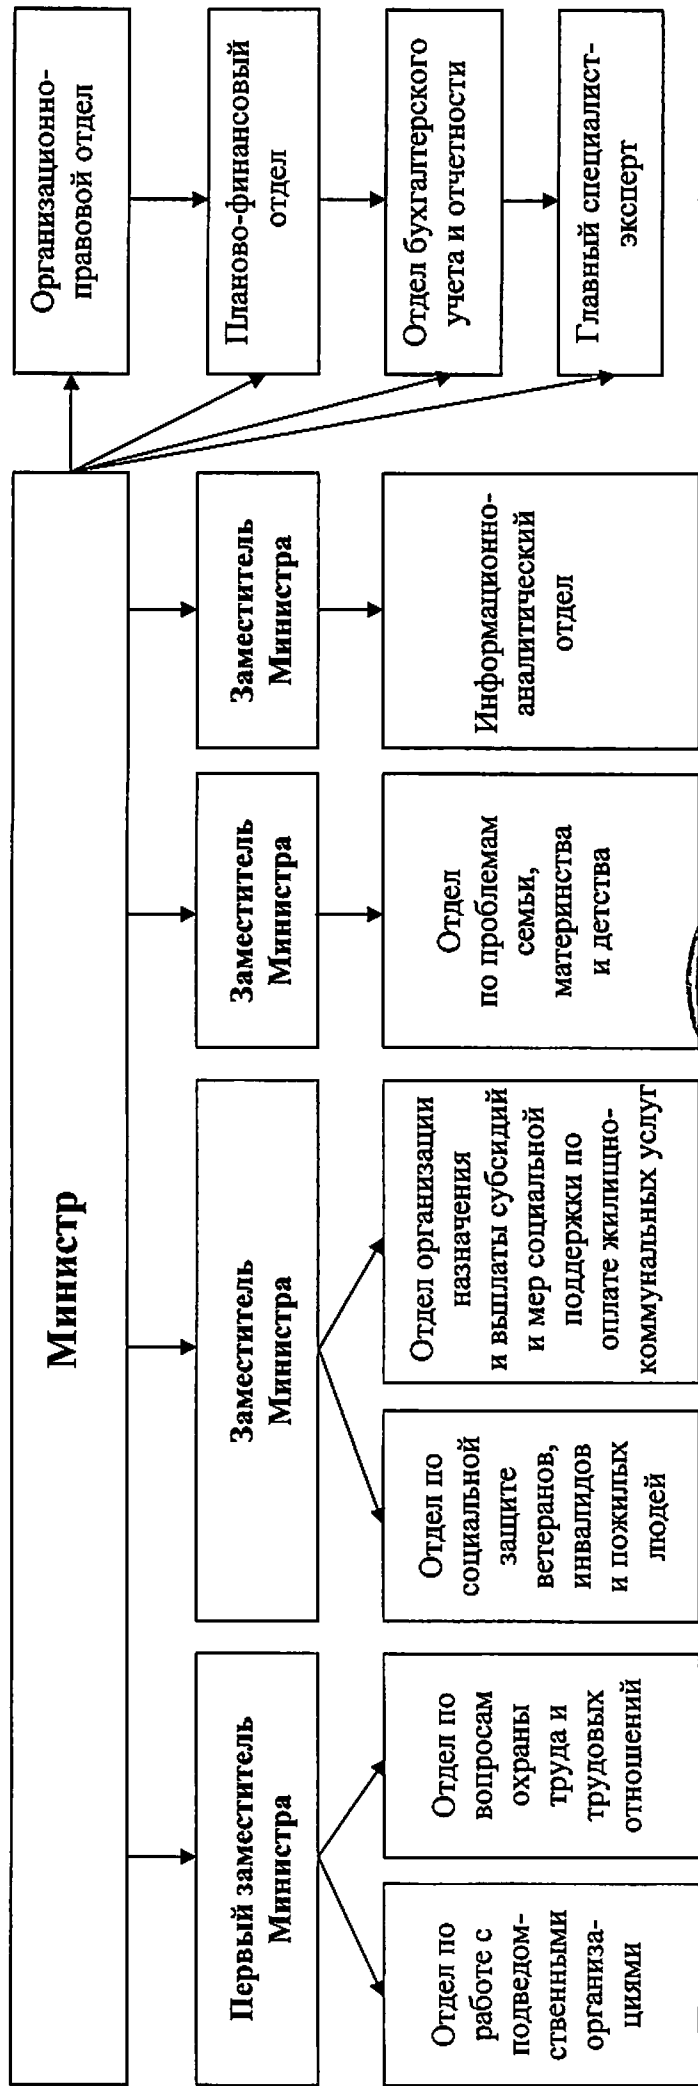 Министр
Первый заместитель
Министра
Заместитель
Министра
Заместитель
Министра
Заместитель
Министра
Отдел по
работе с
подведом-
ственными
организа-
циями
Отдел по
вопросам
охраны
труда и
трудовых
отношений
Отдел по
социальной
защите
ветеранов,
инвалидов
и пожилых
людей
Отдел организации
назначения
и выплаты субсидий
и мер социальной
поддержки по
оплате жилищно-
коммунальных услуг
Отдел
по проблемам
семьи,
материнства
и детства
Информационно-
аналитический
отдел
Организационно-
правовой отдел
Планово-финансовый
отдел
Отдел бухгалтерского
учета и отчетности
Главный специалист-
эксперт